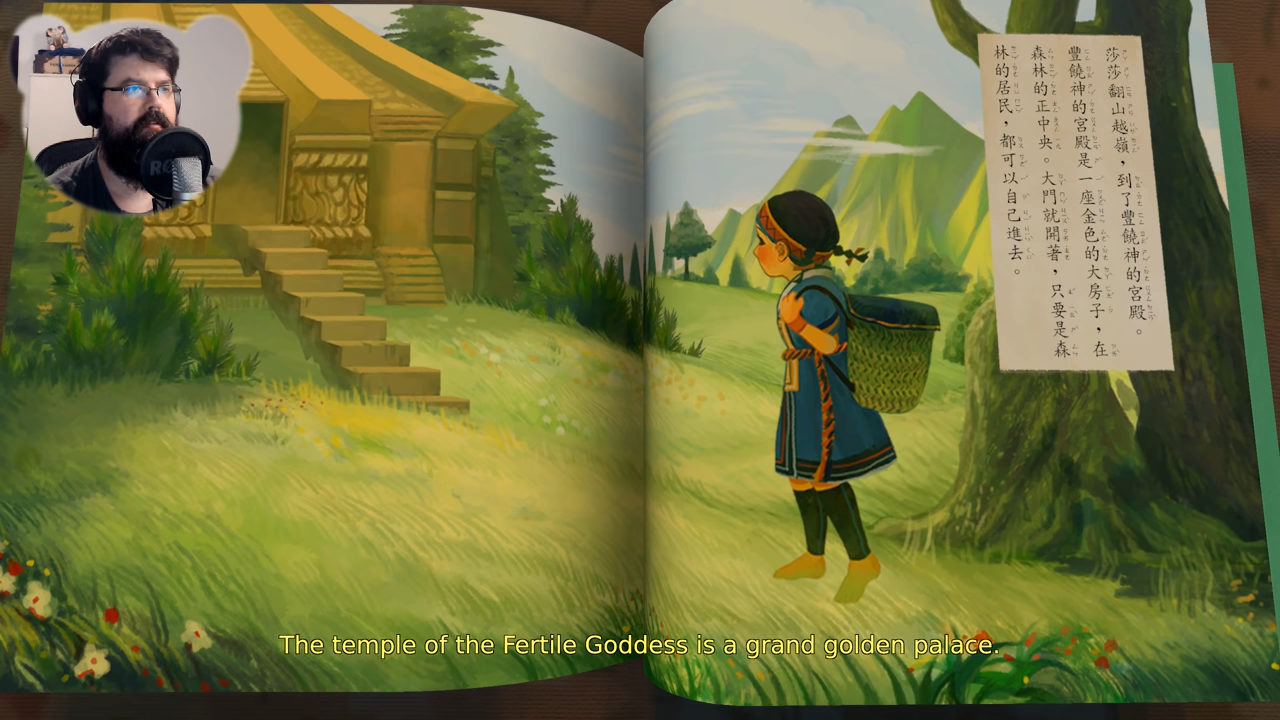 莎莎翻山越嶺，到了豐饒神的宮殿。
豐饒神的宮殿是一座金色的大房子，在
森林的正中央。大門就開著，只要是森
林的居民，都可以自己進去。
The temple of the Fertile Goddess is a grand golden palace.